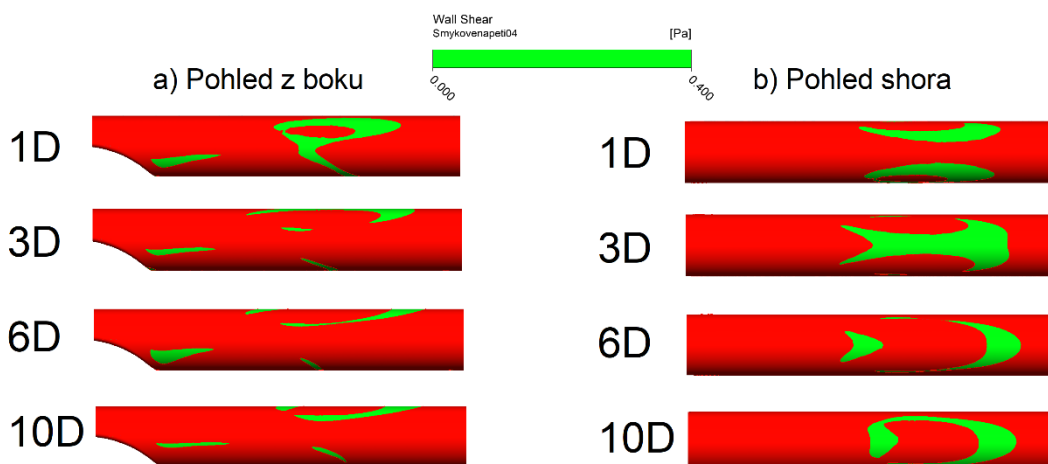 Wall Shear
Smykovenapeti04 [Pa]
0.000 0.400
a) Pohled z boku
b) Pohled shora
1D 1D
3D 3D
6D 6D
10D 10D